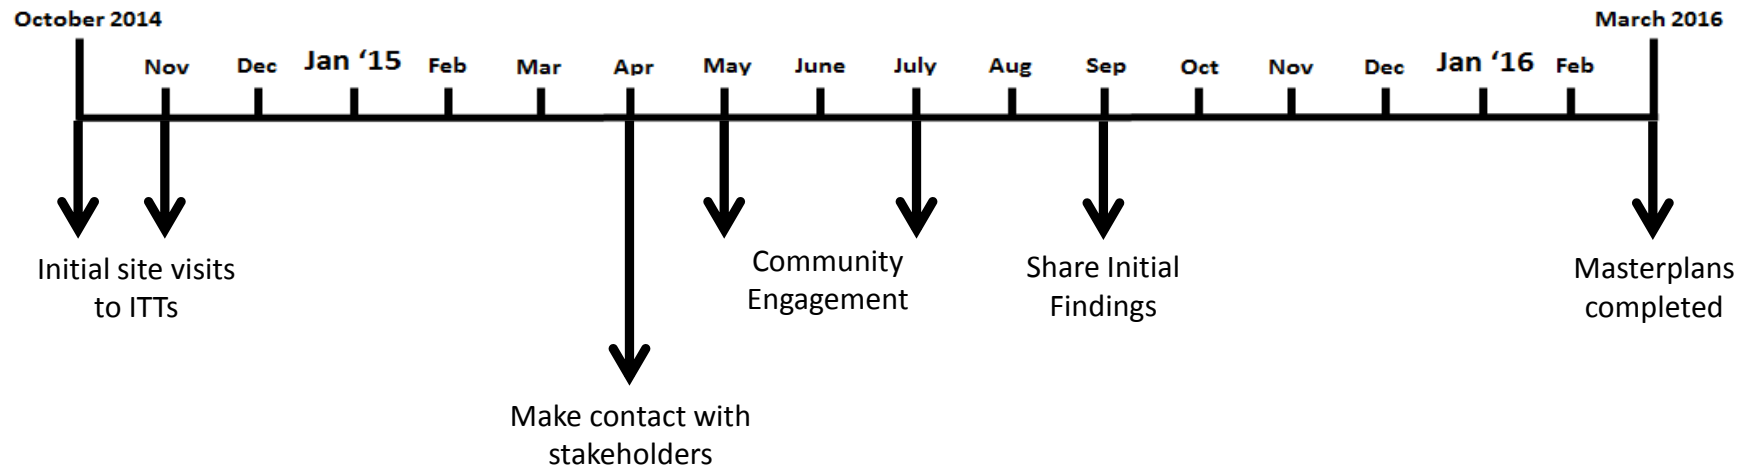 October 2014
March 2016
Nov Dec Jan ‘15 Feb Mar Apr May June July Aug Sep Oct Nov Dec Jan ‘16 Feb
Initial site visits
to ITTs
Community
Engagement
Share Initial
Findings
Masterplans
completed
Make contact with
stakeholders